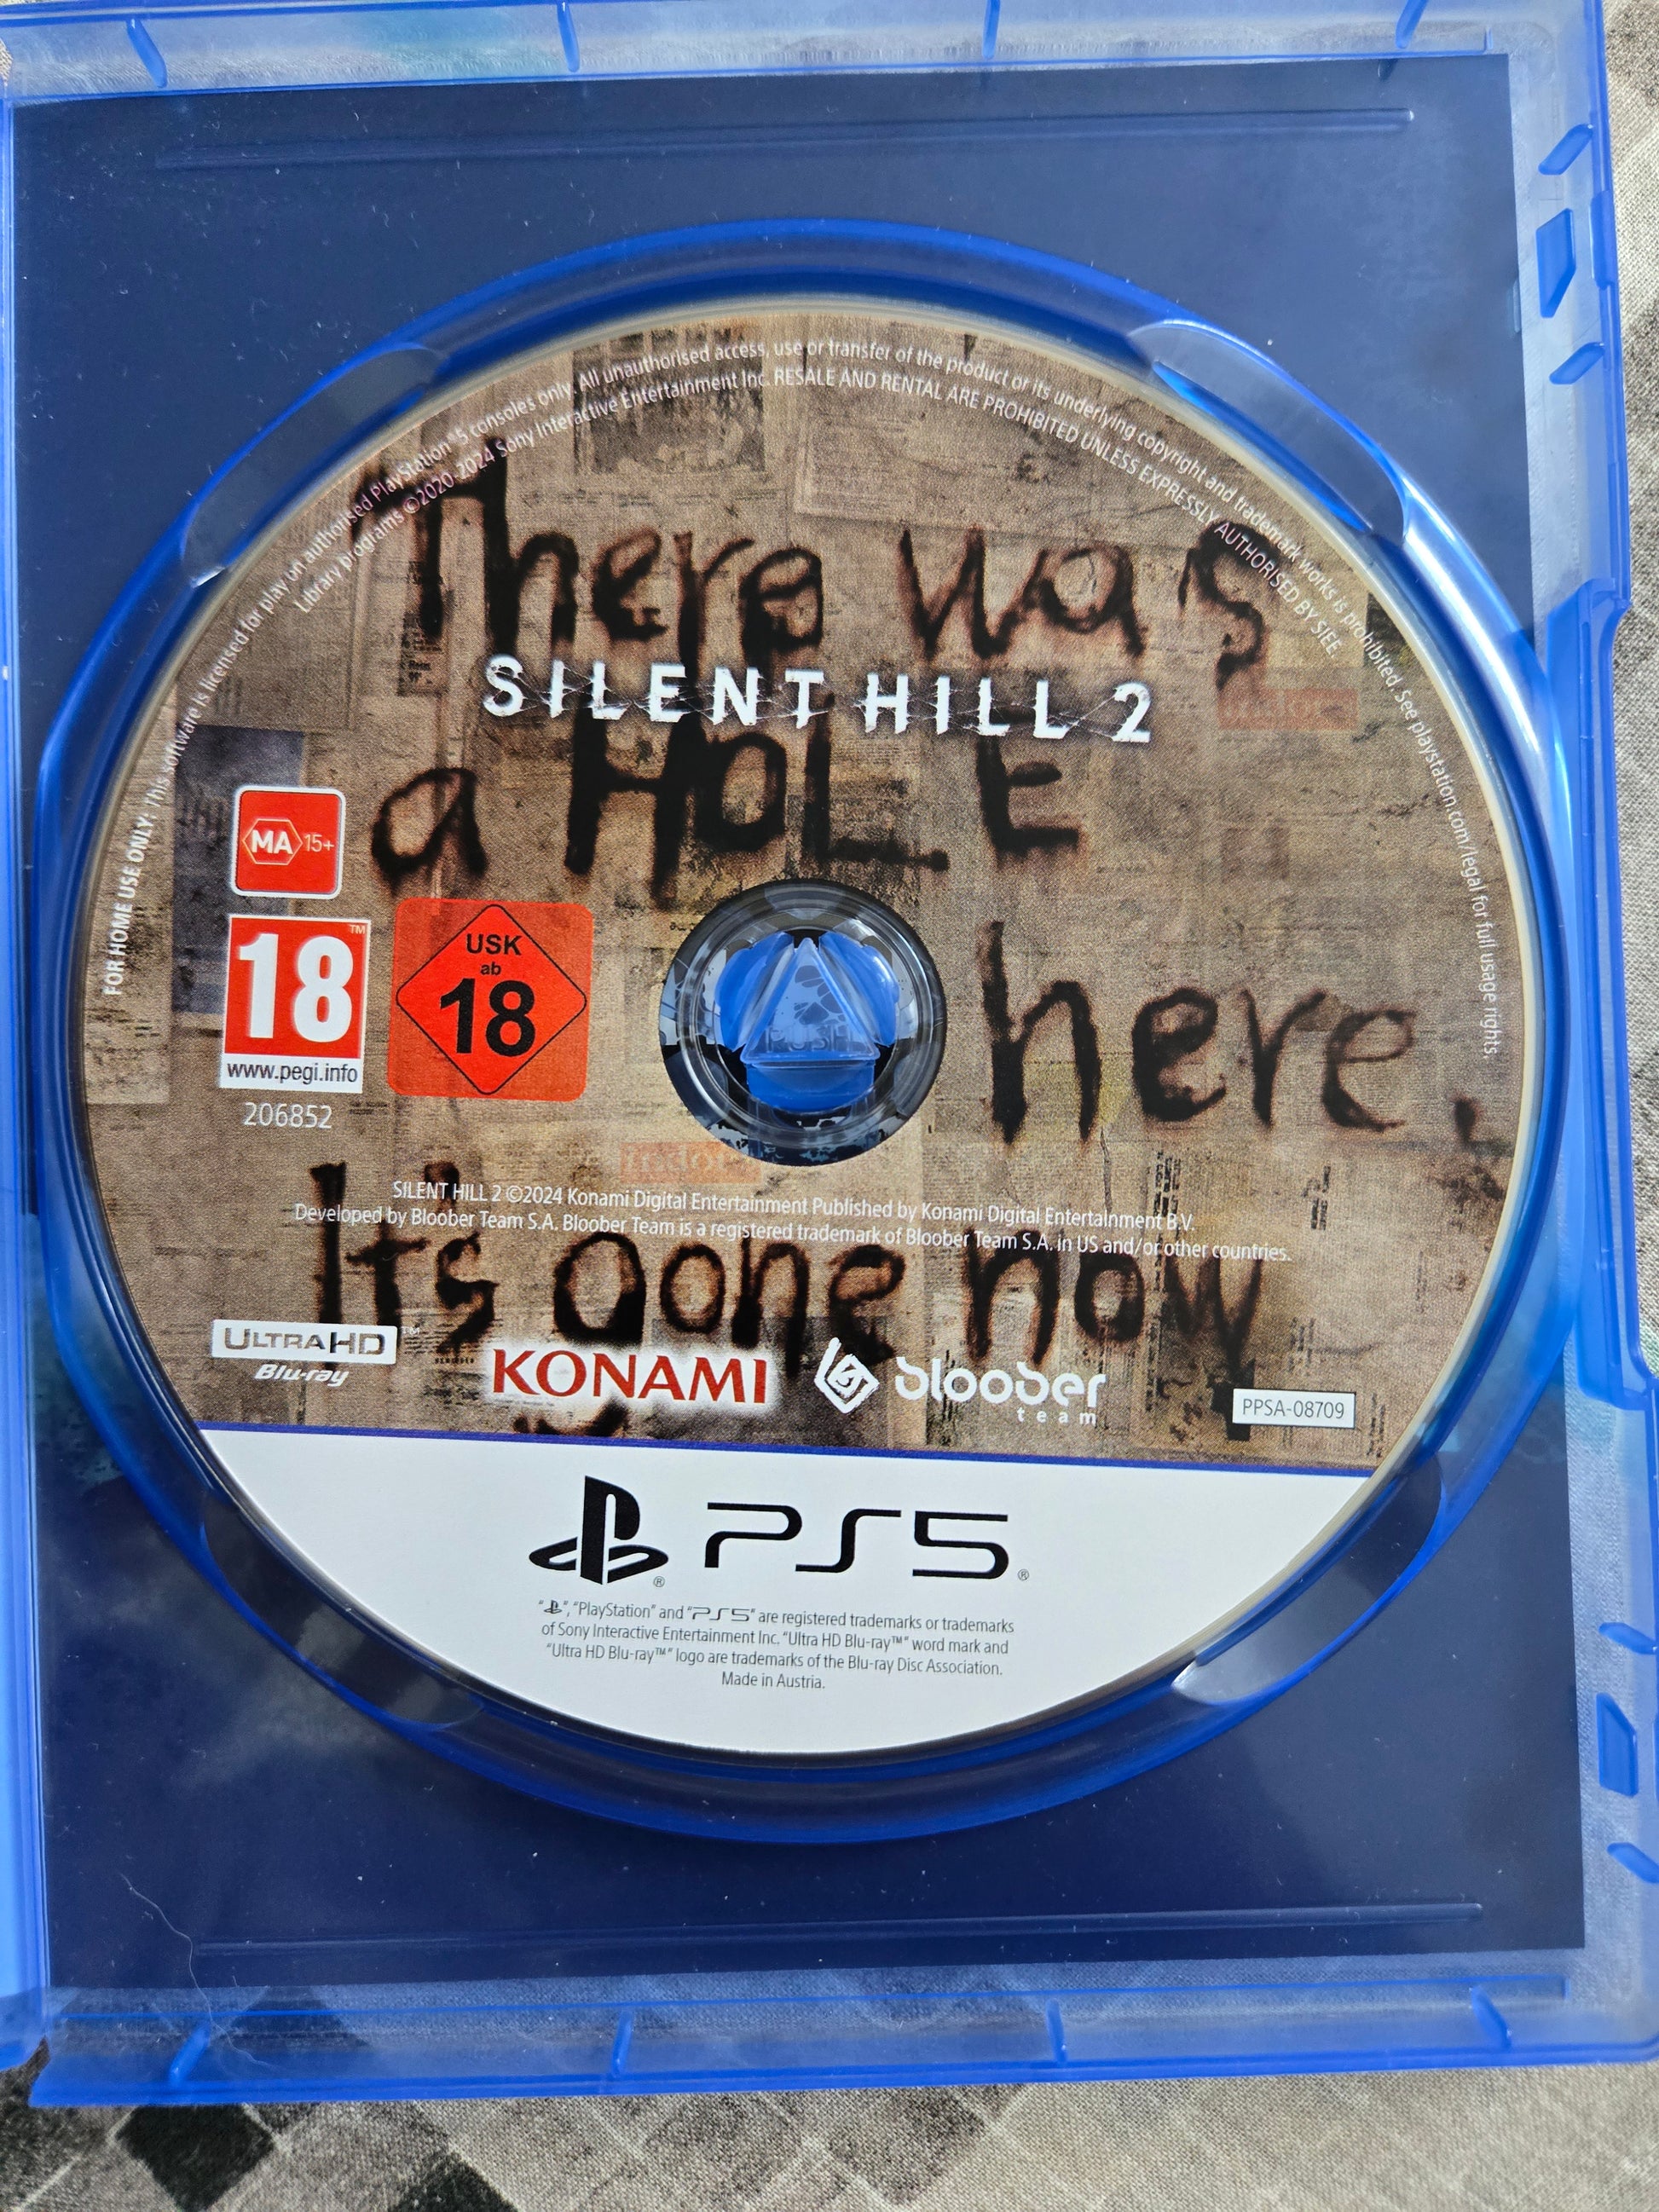 FOR HOME USE ONLY: This software is licensed for play on authorised PlayStation®5 consoles only. All unauthorised access, use or transfer of the product or its underlying copyright and trademark works is prohibited. See playstation.com/legal for full usage rights.
Library programs ©2020-2024 Sony Interactive Entertainment Inc. RESALE AND RENTAL ARE PROHIBITED UNLESS EXPRESSLY AUTHORISED BY SIEE.
There was
SILENT HILL 2
a HOLE
MA 15+
here.
18™
USK
ab
18
www.pegi.info
PUSH
206852
SILENT HILL 2 ©2024 Konami Digital Entertainment Published by Konami Digital Entertainment B.V.
Developed by Bloober Team S.A. Bloober Team is a registered trademark of Bloober Team S.A. in US and/or other countries.
It's gone now
ULTRA HD™
Blu-ray
KONAMI
bloober
team
PPSA-08709
PS5®
"PlayStation" and "PS5" are registered trademarks or trademarks
of Sony Interactive Entertainment Inc. "Ultra HD Blu-ray™" word mark and
"Ultra HD Blu-ray™" logo are trademarks of the Blu-ray Disc Association.
Made in Austria.